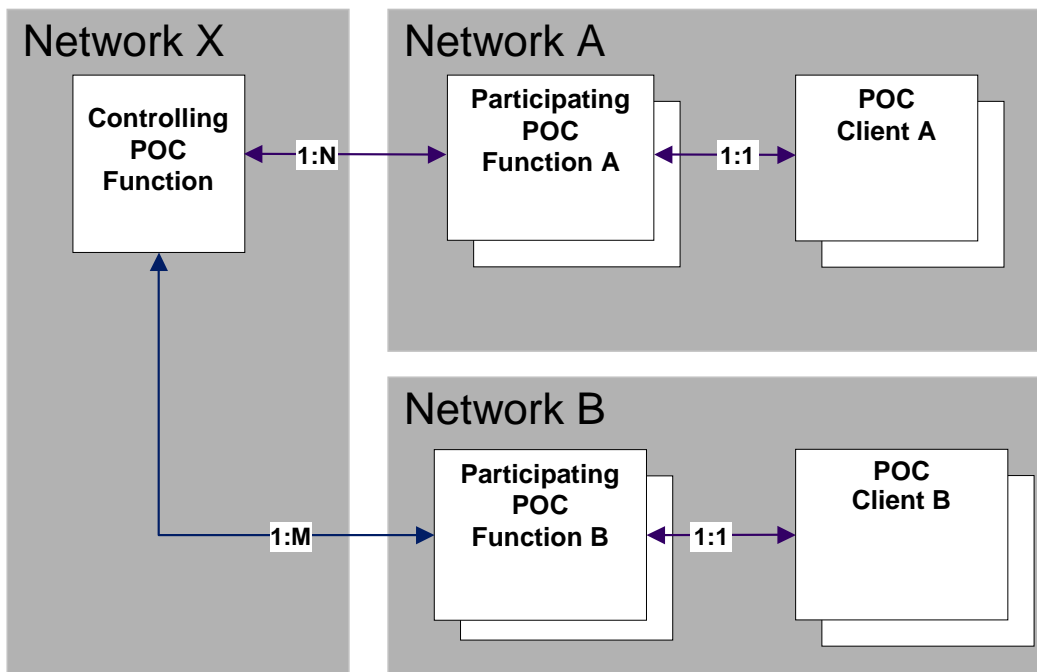 Network X
Controlling
POC
Function
1:N
Network A
Participating
POC
Function A
1:1
POC
Client A
Network B
Participating
POC
Function B
1:1
POC
Client B
1:M